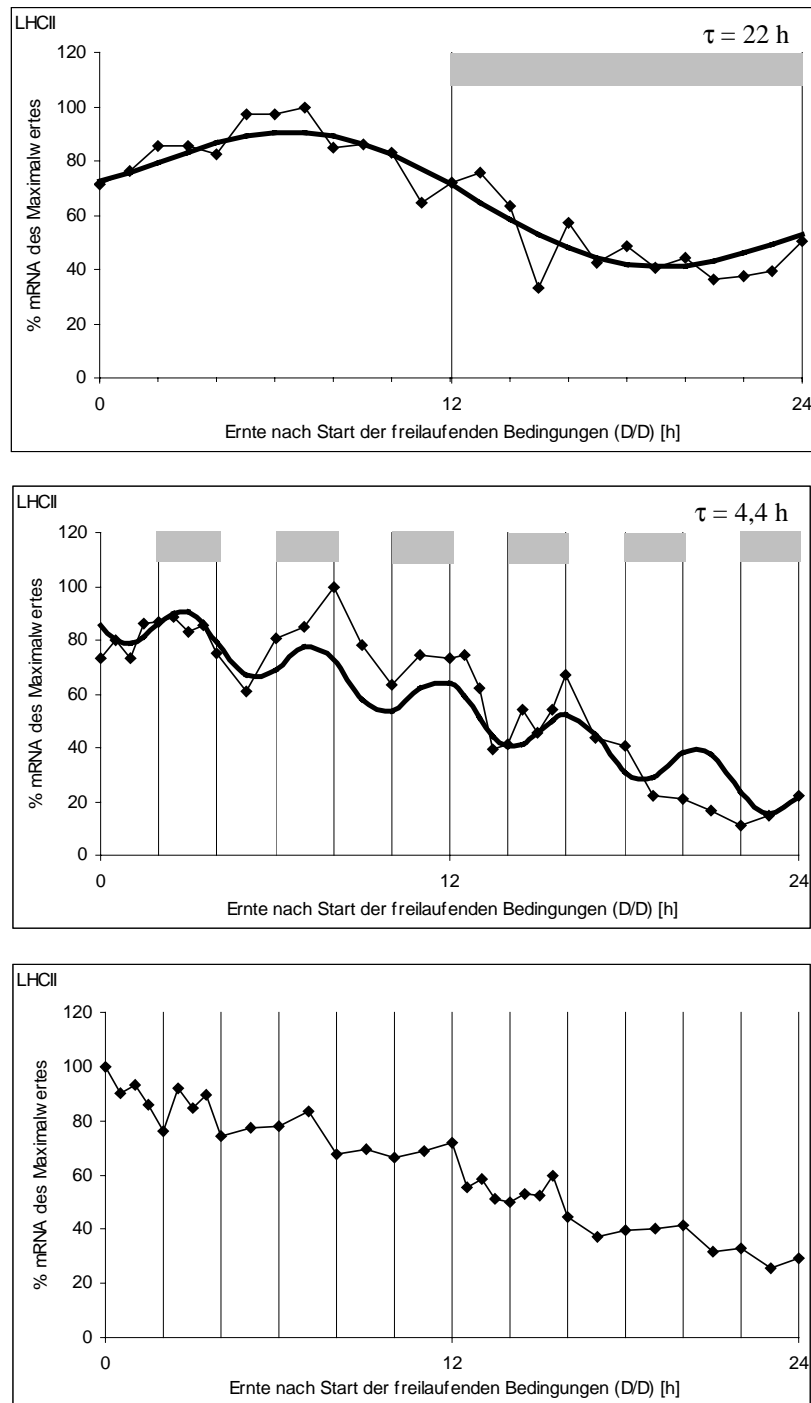 LHCII
τ = 22 h
% mRNA des Maximalwertes
120
100
80
60
40
20
0
0 12 24
Ernte nach Start der freilaufenden Bedingungen (D/D) [h]
LHCII
τ = 4,4 h
% mRNA des Maximalwertes
120
100
80
60
40
20
0
0 12 24
Ernte nach Start der freilaufenden Bedingungen (D/D) [h]
LHCII
% mRNA des Maximalwertes
120
100
80
60
40
20
0
0 12 24
Ernte nach Start der freilaufenden Bedingungen (D/D) [h]